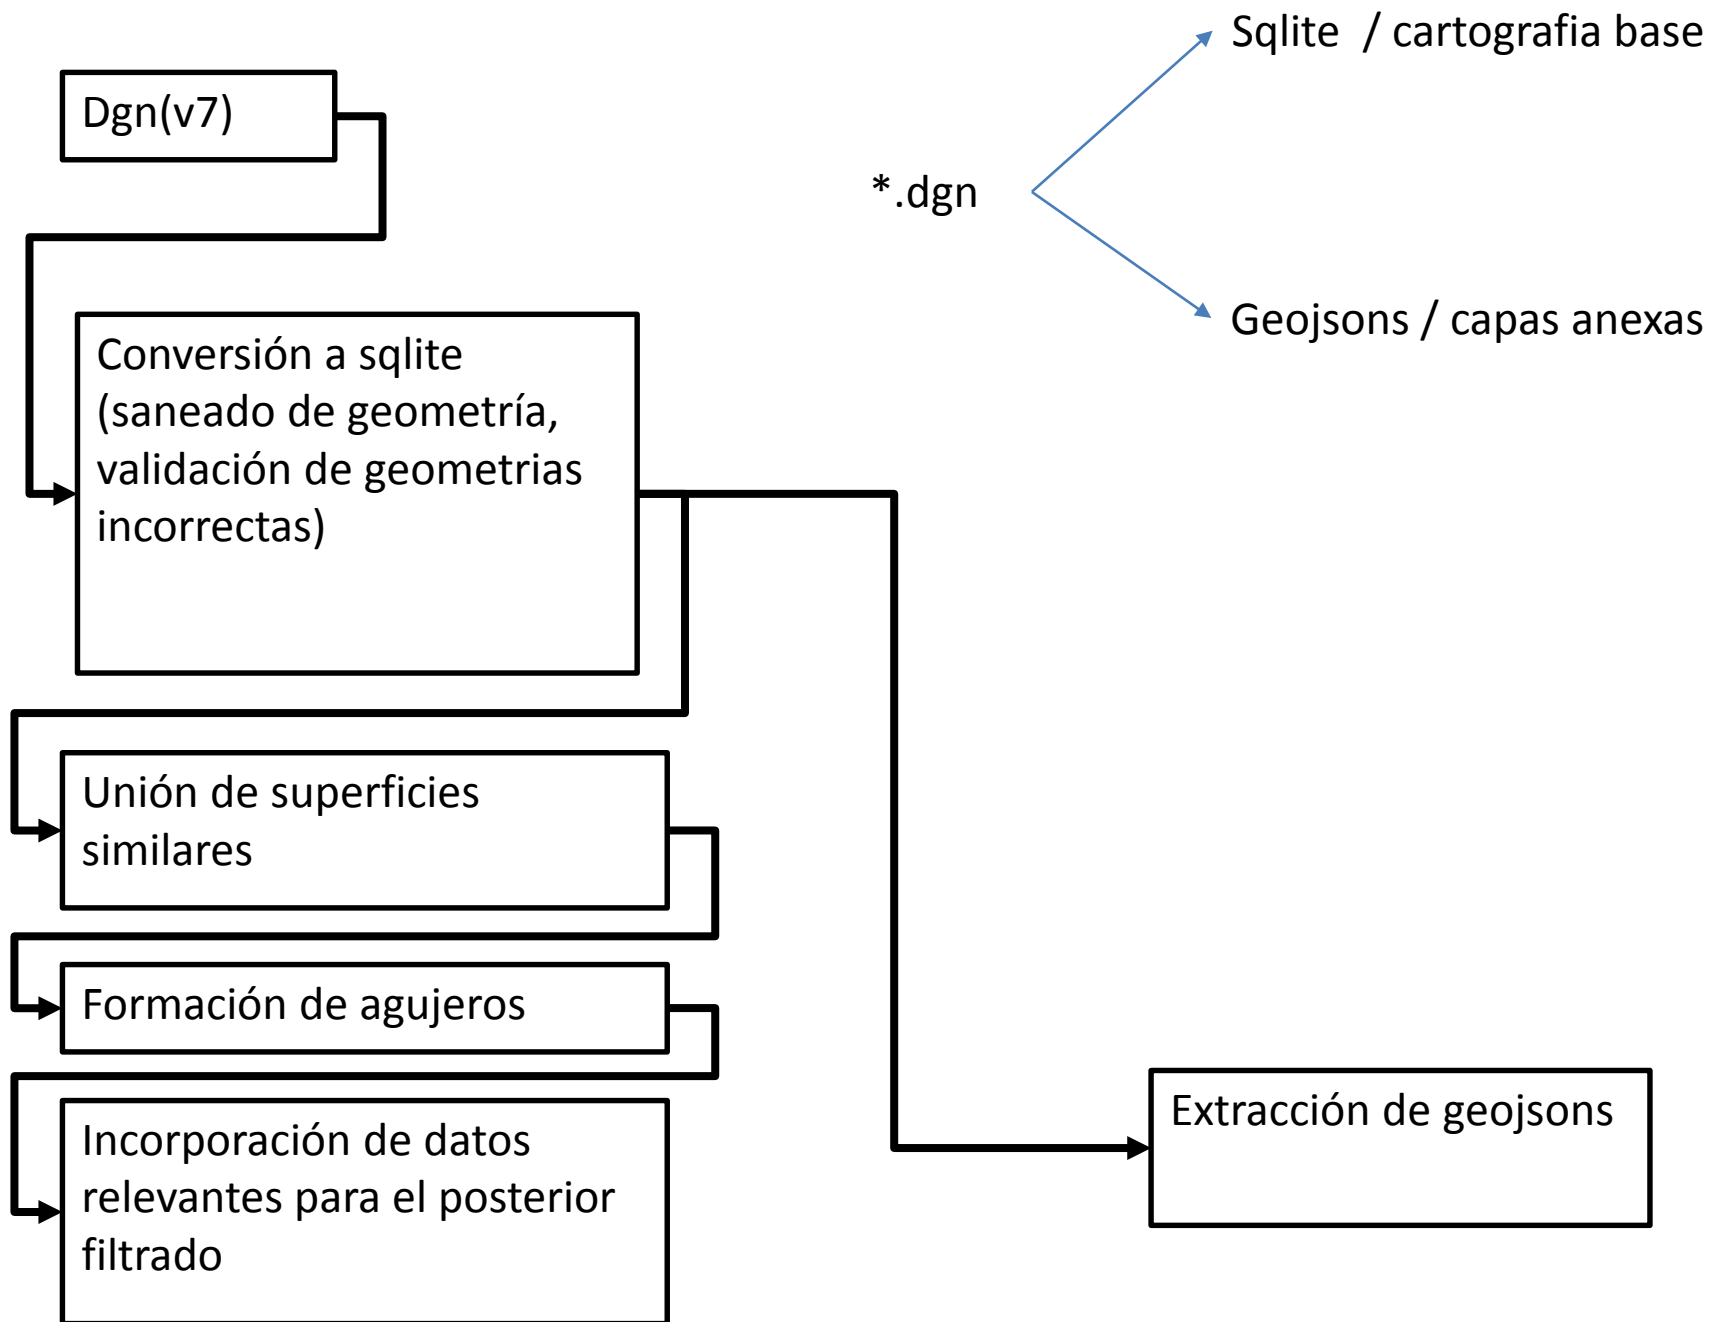 Sqlite / cartografia base
Dgn(v7)
*.dgn
Geojsons / capas anexas
Conversión a sqlite
(saneado de geometría,
validación de geometrias
incorrectas)
Unión de superficies
similares
Formación de agujeros
Incorporación de datos
relevantes para el posterior
filtrado
Extracción de geojsons